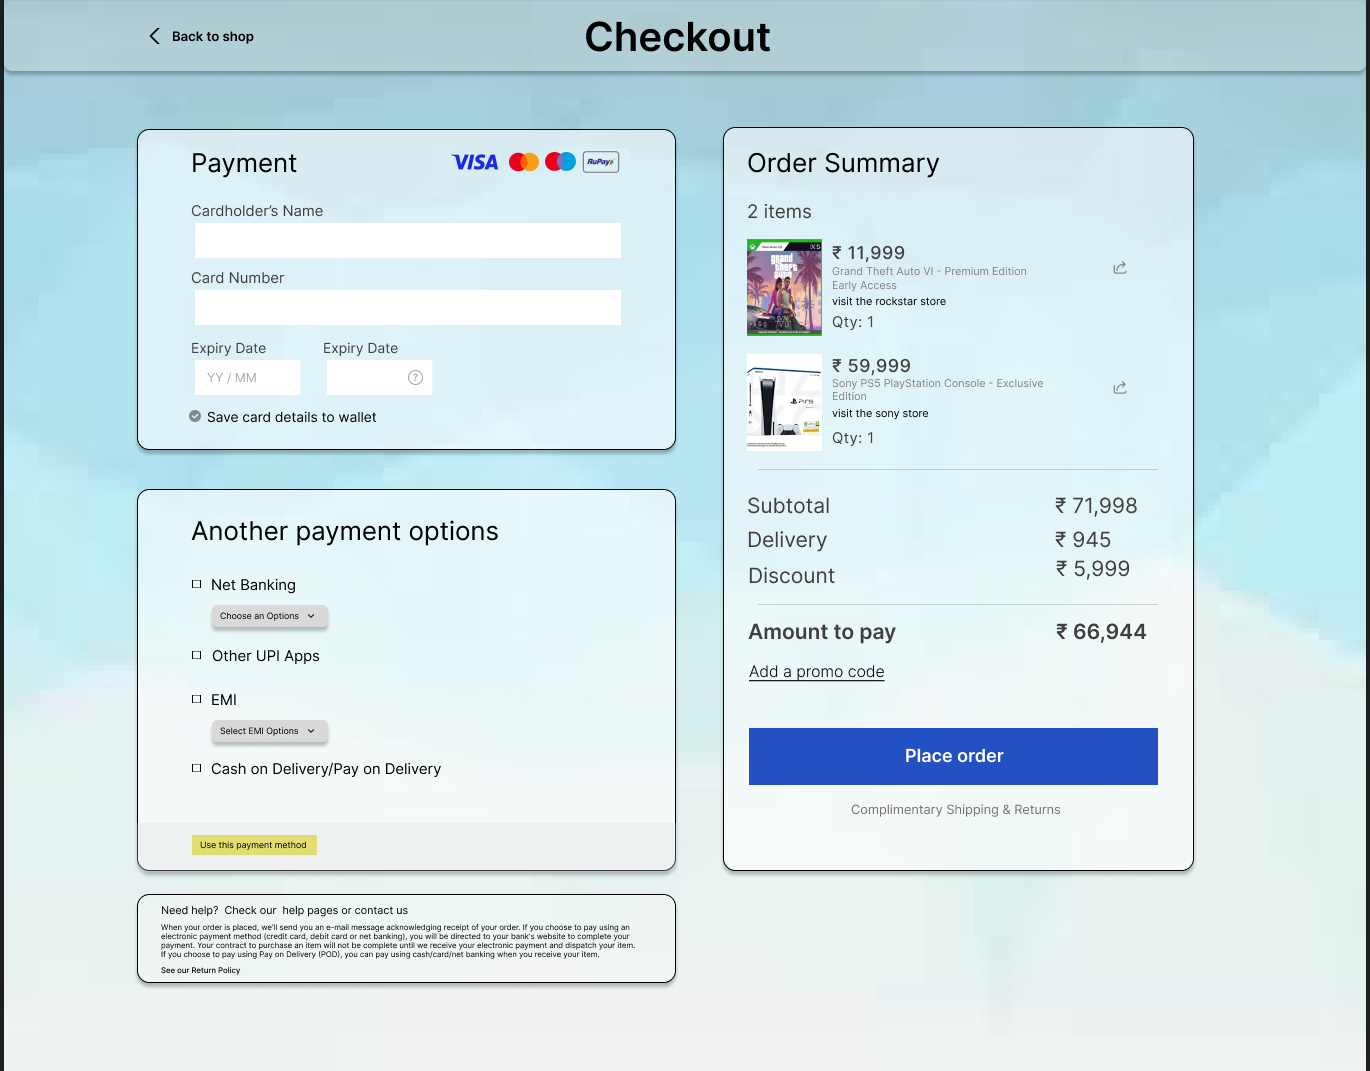 Back to shop
Checkout
Payment
VISA
RuPay
Cardholder's Name
Card Number
Expiry Date Expiry Date
YY / MM
?
Save card details to wallet
Another payment options
Net Banking
Choose an Options
Other UPI Apps
EMI
Select EMI Options
Cash on Delivery/Pay on Delivery
Use this payment method
Need help? Check our help pages or contact us
When your order is placed, we'll send you an e-mail message acknowledging receipt of your order. If you choose to pay using an
electronic payment method (credit card, debit card or net banking), you will be directed to your bank's website to complete your
payment. Your contract to purchase an item will not be complete until we receive your electronic payment and dispatch your item.
If you choose to pay using Pay on Delivery (POD), you can pay using cash/card/net banking when you receive your item.
See our Return Policy
Order Summary
2 items
grand
theft
auto
VI
₹ 11,999
Grand Theft Auto VI - Premium Edition
Early Access
visit the rockstar store
Qty: 1
PS5
₹ 59,999
Sony PS5 PlayStation Console - Exclusive
Edition
visit the sony store
Qty: 1
Subtotal ₹ 71,998
Delivery ₹ 945
Discount ₹ 5,999
Amount to pay ₹ 66,944
Add a promo code
Place order
Complimentary Shipping & Returns